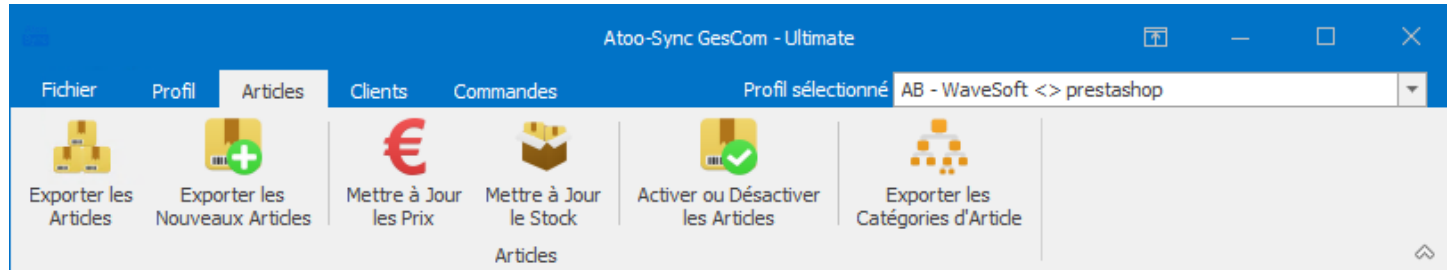 Atoo-Sync GesCom - Ultimate
Fichier Profil Articles Clients Commandes Profil sélectionné AB - WaveSoft <> prestashop
Exporter les Articles
Exporter les Nouveaux Articles
Mettre à Jour les Prix
Mettre à Jour le Stock
Activer ou Désactiver les Articles
Exporter les Catégories d'Article
Articles